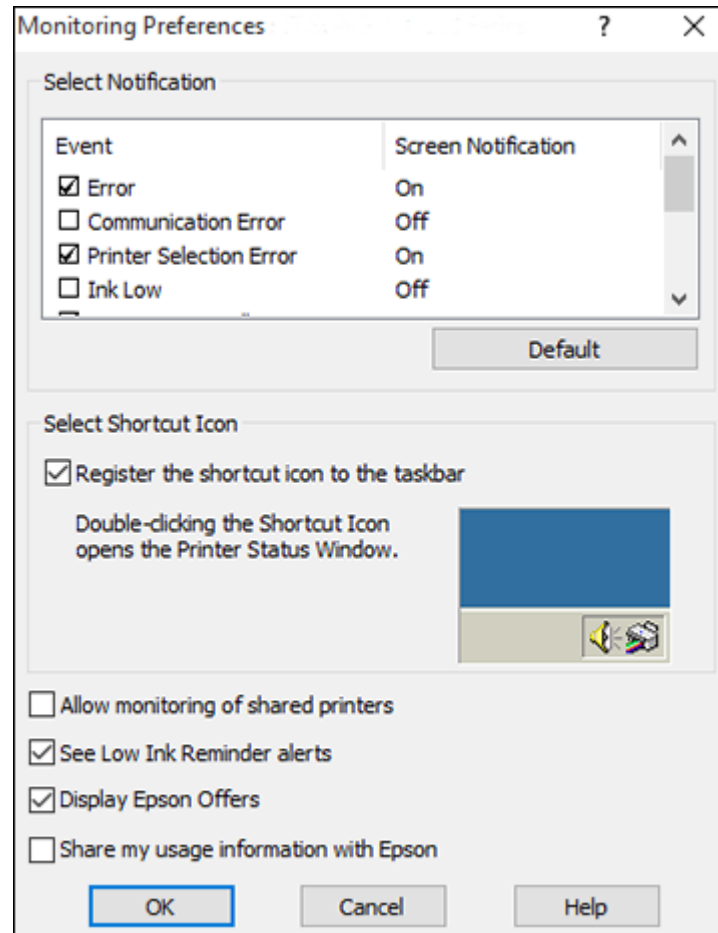 Monitoring Preferences ?
Select Notification
Event Screen Notification
Error On
Communication Error Off
Printer Selection Error On
Ink Low Off
Default
Select Shortcut Icon
Register the shortcut icon to the taskbar
Double-clicking the Shortcut Icon
opens the Printer Status Window.
Allow monitoring of shared printers
See Low Ink Reminder alerts
Display Epson Offers
Share my usage information with Epson
OK Cancel Help